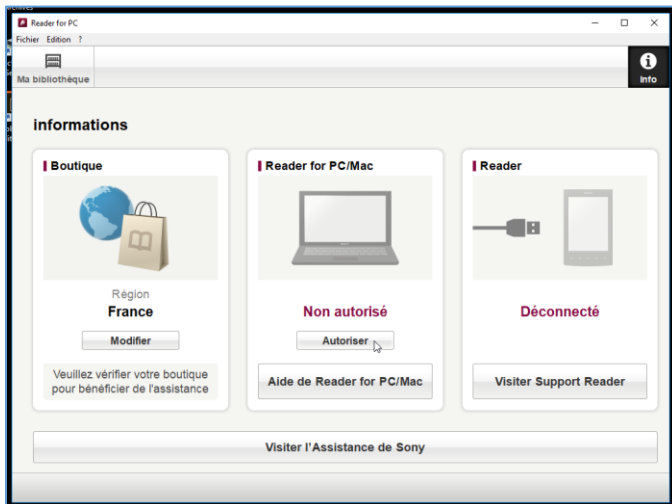 Reader for PC
Fichier Edition ?
Ma bibliothèque
Info
informations
Boutique
Région
France
Modifier
Veuillez vérifier votre boutique
pour bénéficier de l'assistance
Reader for PC/Mac
Non autorisé
Autoriser
Aide de Reader for PC/Mac
Reader
Déconnecté
Visiter Support Reader
Visiter l'Assistance de Sony